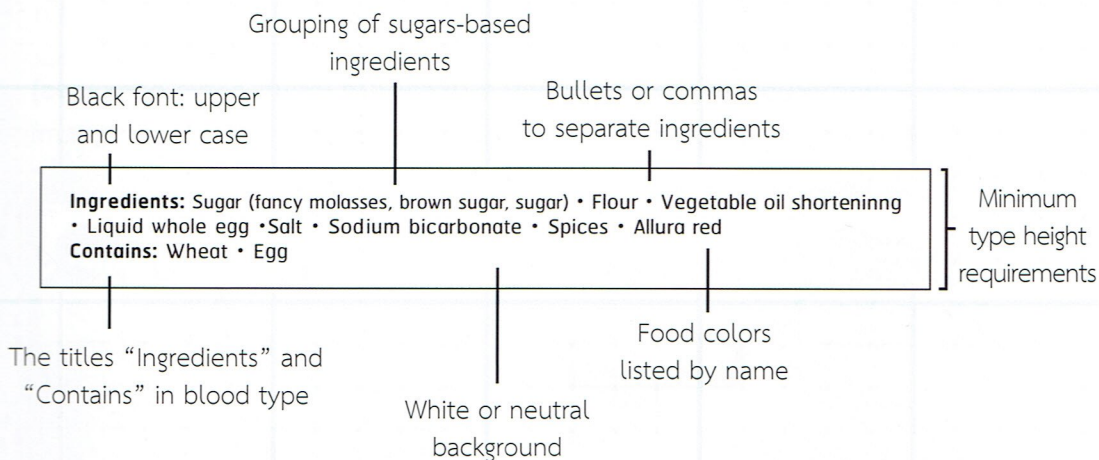 Grouping of sugars-based
ingredients
Black font: upper
and lower case
Bullets or commas
to separate ingredients
Ingredients: Sugar (fancy molasses, brown sugar, sugar) • Flour • Vegetable oil shorteninng
• Liquid whole egg •Salt • Sodium bicarbonate • Spices • Allura red
Contains: Wheat • Egg
Minimum
type height
requirements
The titles “Ingredients” and
“Contains” in blood type
White or neutral
background
Food colors
listed by name